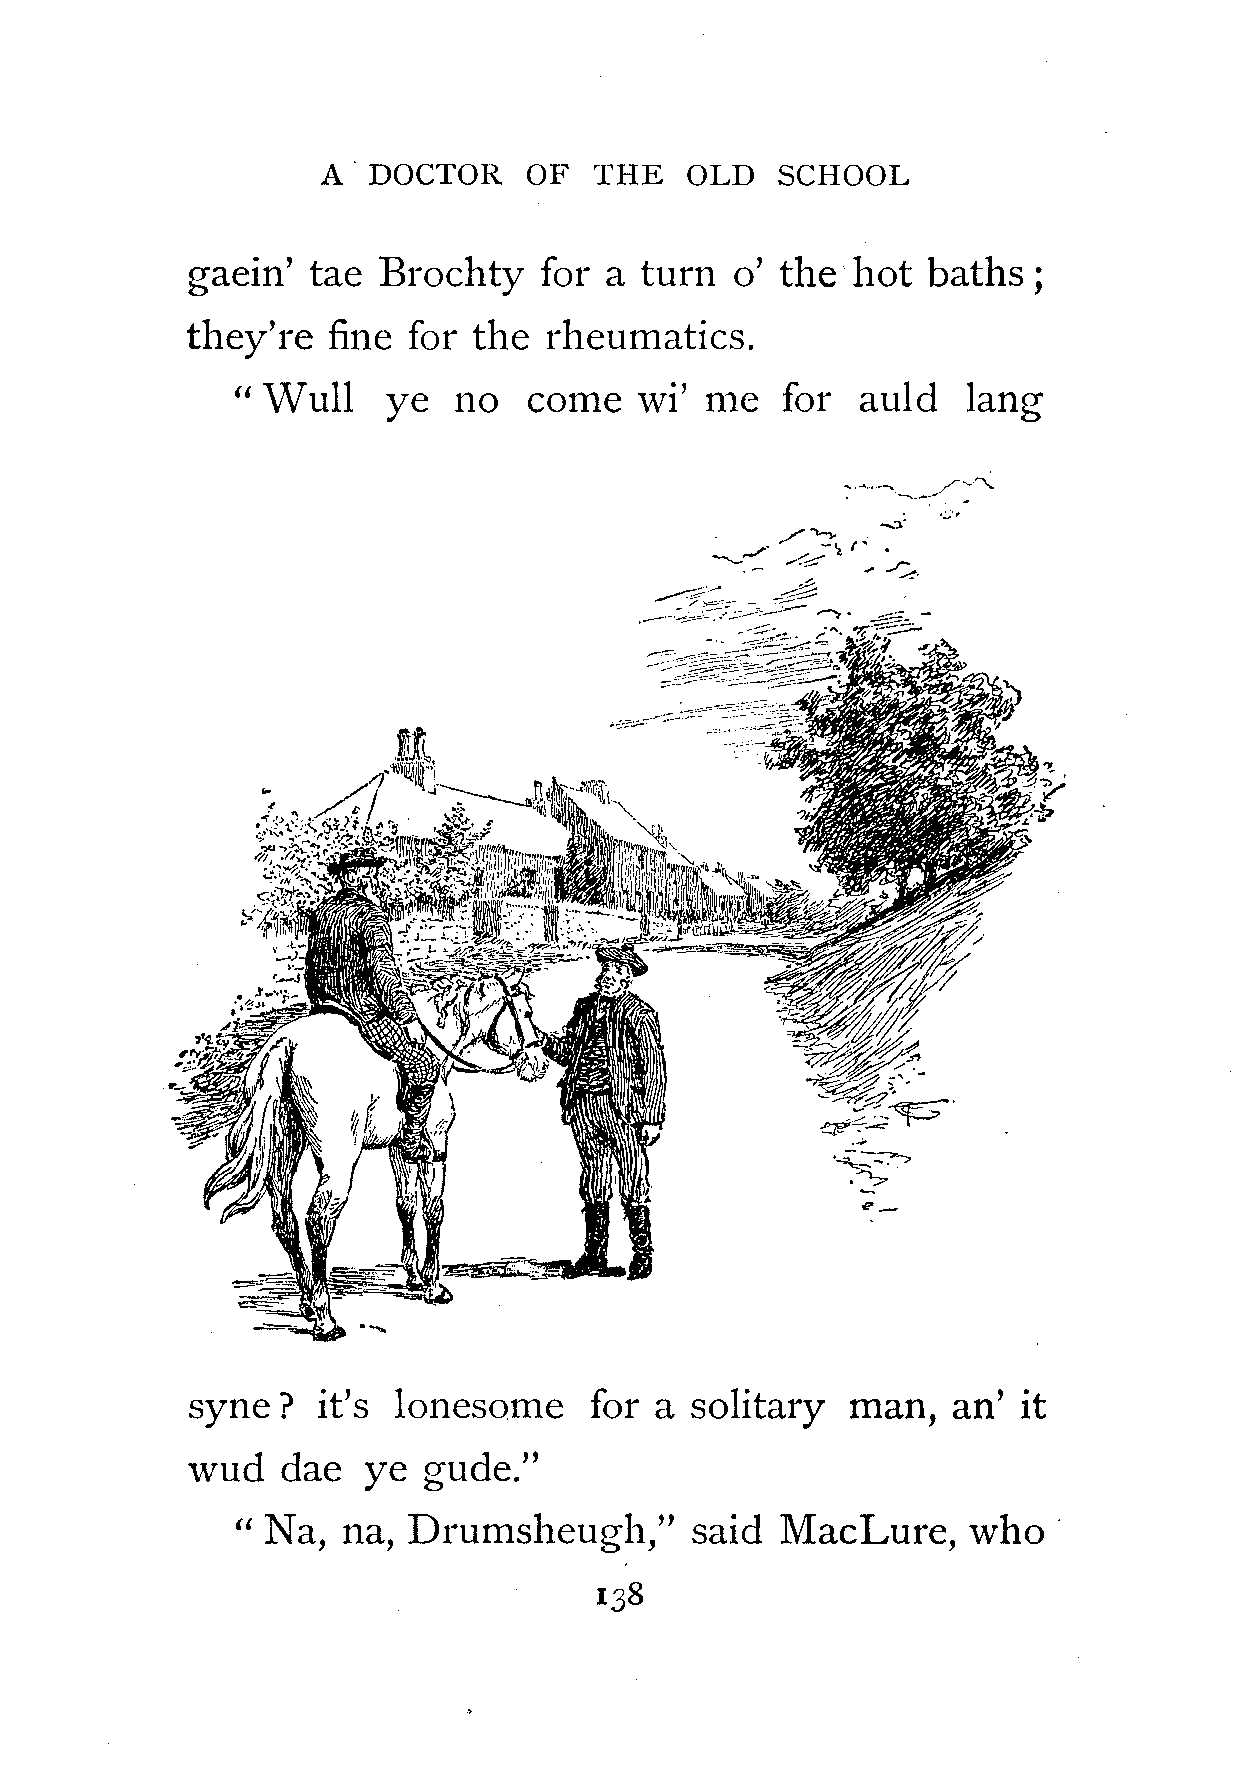 A DOCTOR OF THE OLD SCHOOL
gaein' tae Brochty for a turn o' the hot baths;
they're fine for the rheumatics.
"Wull ye no come wi' me for auld lang
syne? it's lonesome for a solitary man, an' it
wud dae ye gude."
"Na, na, Drumsheugh," said MacLure, who
138